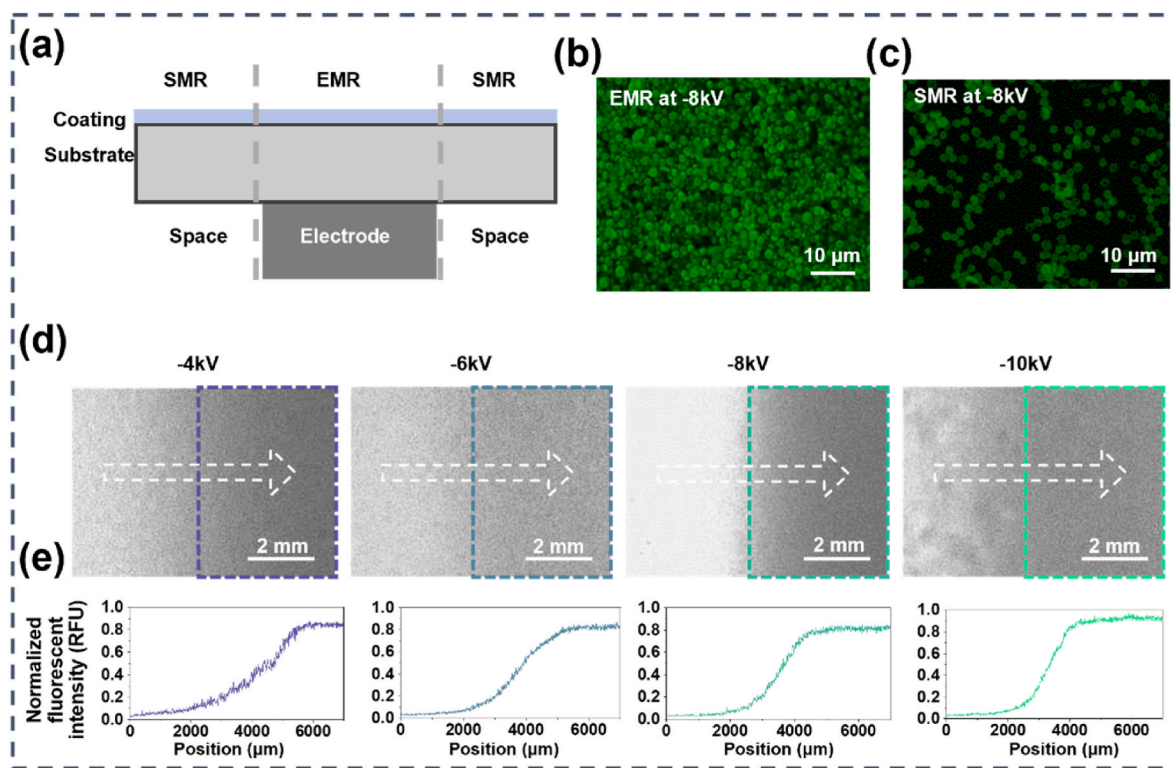 (a)
SMR EMR SMR
Coating
Substrate
Space Electrode Space
(b)
EMR at -8kV
10 μm
(c)
SMR at -8kV
10 μm
(d)
-4kV -6kV -8kV -10kV
2 mm 2 mm 2 mm 2 mm
(e)
Normalized
fluorescent
intensity (RFU)
1.0
0.8
0.6
0.4
0.2
0.0
0 2000 4000 6000
Position (μm)
1.0
0.8
0.6
0.4
0.2
0.0
0 2000 4000 6000
Position (μm)
1.0
0.8
0.6
0.4
0.2
0.0
0 2000 4000 6000
Position (μm)
1.0
0.8
0.6
0.4
0.2
0.0
0 2000 4000 6000
Position (μm)